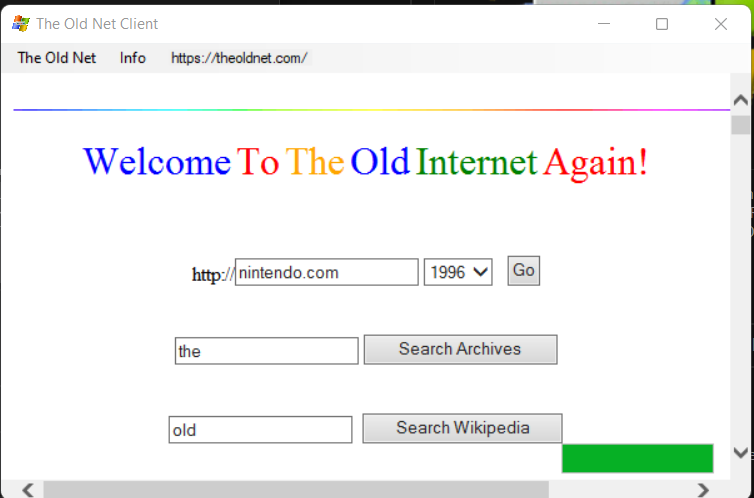 The Old Net Client
The Old Net Info https://theoldnet.com/
Welcome To The Old Internet Again!
http://nintendo.com 1996 Go
the Search Archives
old Search Wikipedia